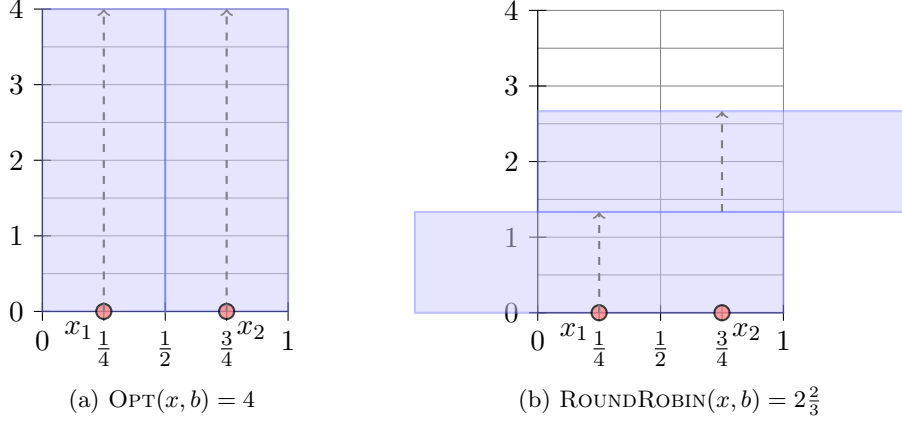 4
3
2
1
0
x₁ x₂
0 1/4 1/2 3/4 1
(a) OPT(x, b) = 4
4
3
2
1
0
x₁ x₂
0 1/4 1/2 3/4 1
(b) ROUNDROBIN(x, b) = 2 2/3